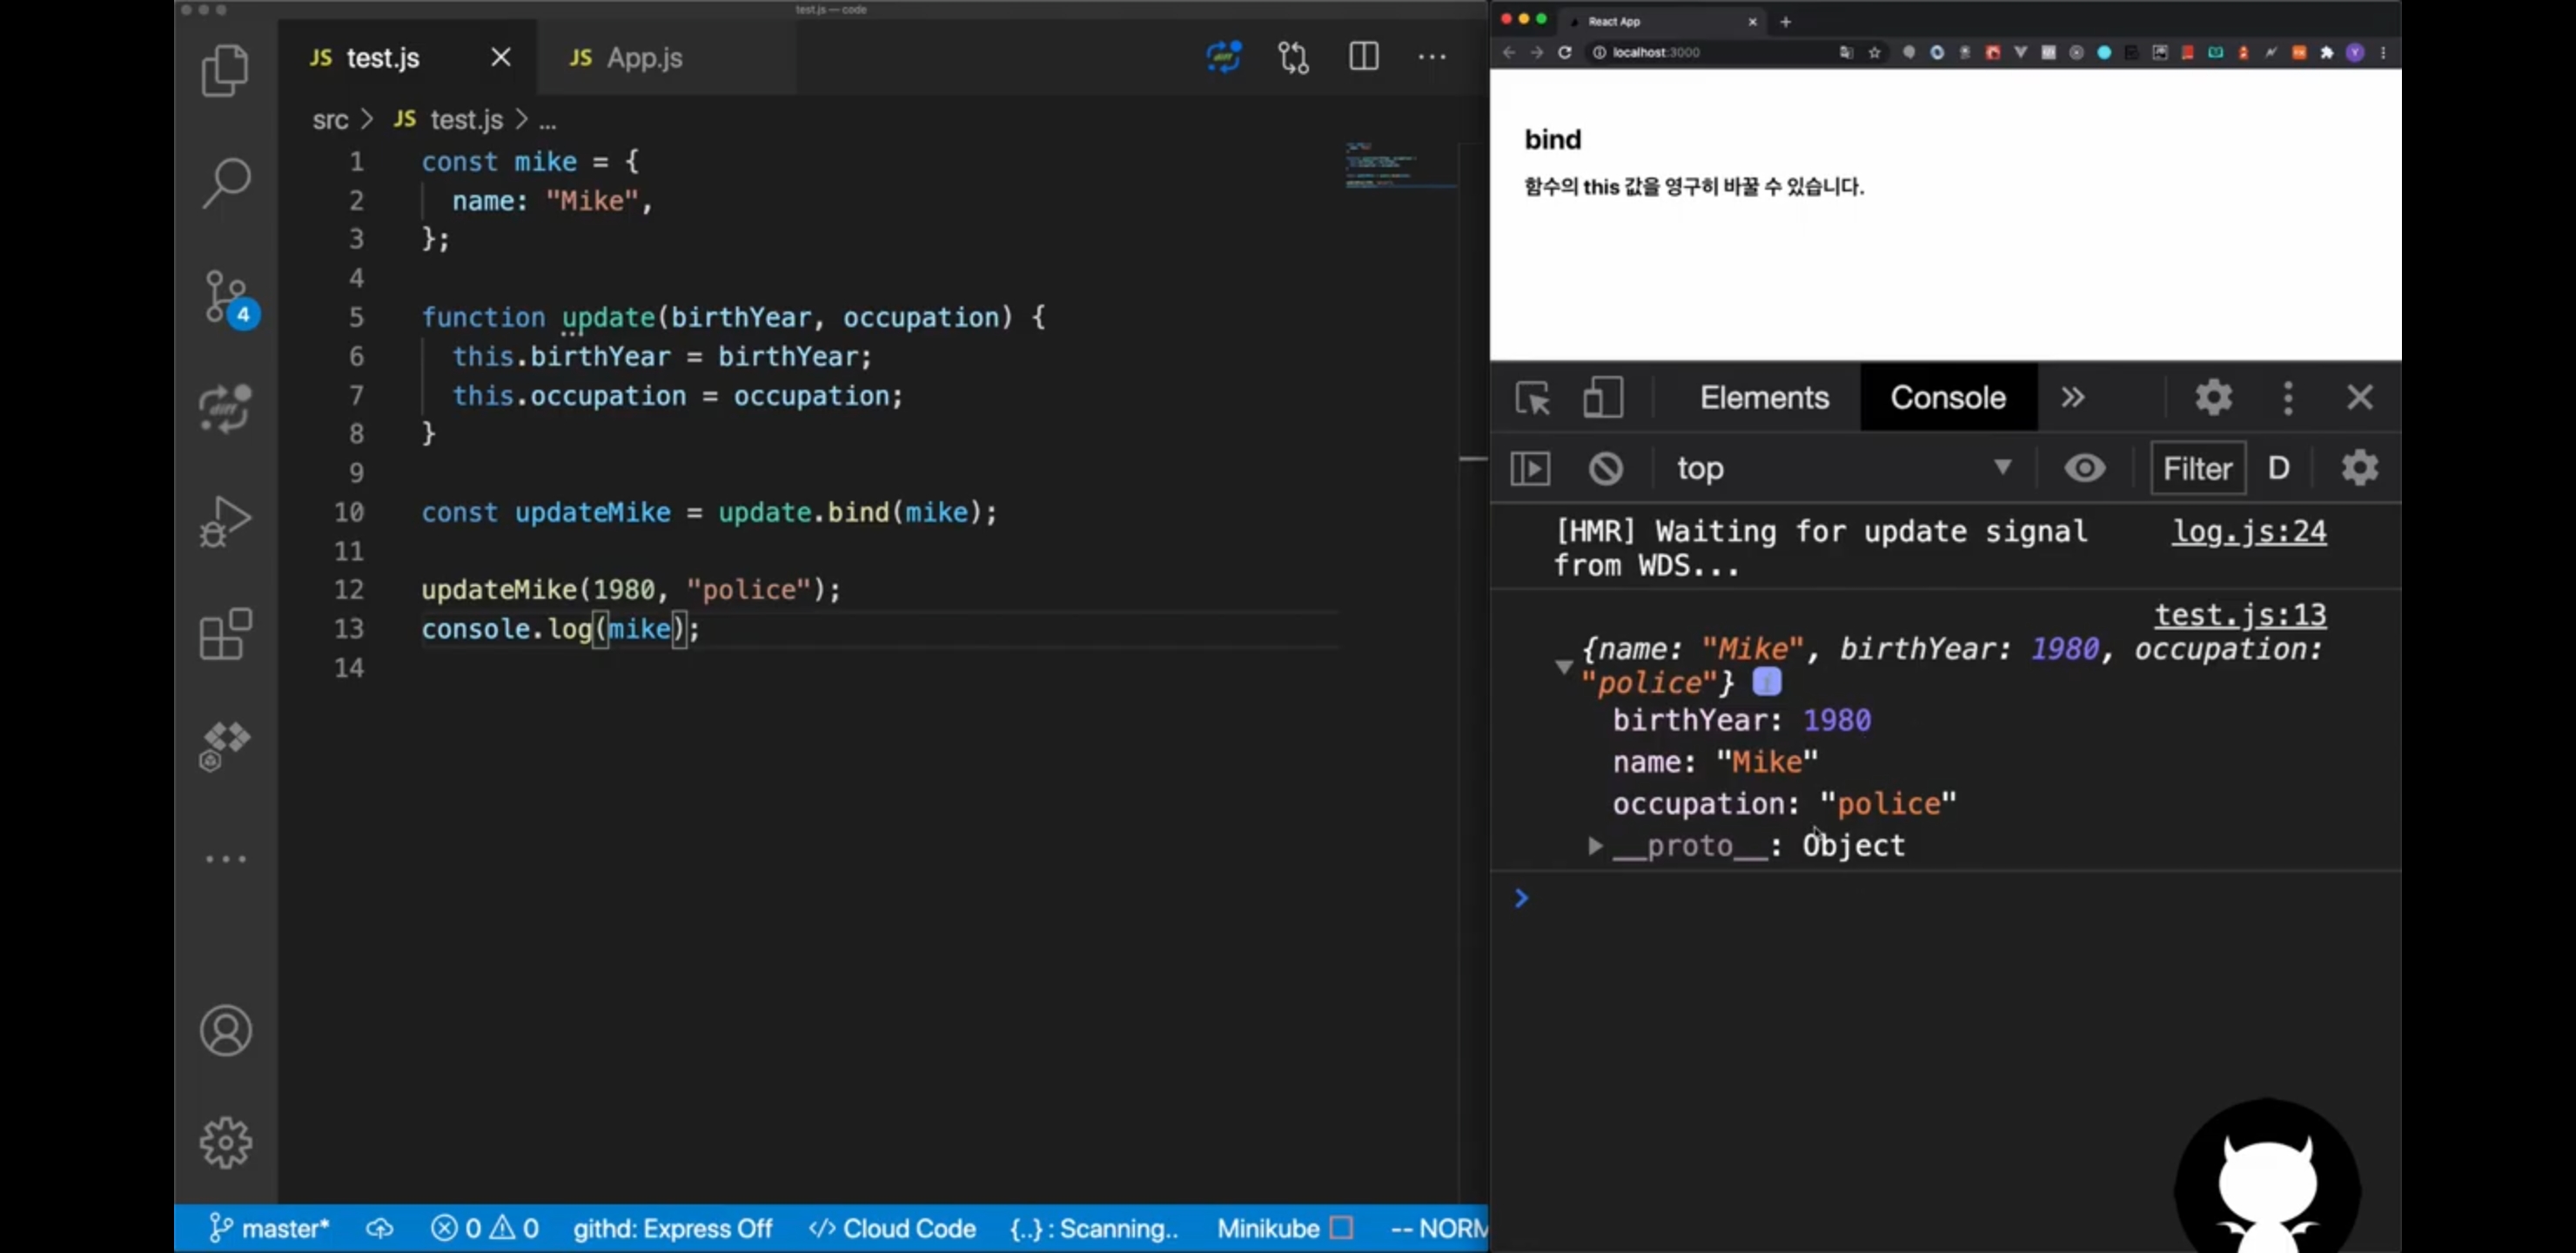 test.js — code
JS test.js
JS App.js
src > JS test.js > ...
1 const mike = {
2 name: "Mike",
3 };
4
5 function update(birthYear, occupation) {
6 this.birthYear = birthYear;
7 this.occupation = occupation;
8 }
9
10 const updateMike = update.bind(mike);
11
12 updateMike(1980, "police");
13 console.log(mike);
14
4
diff
master* 0 0 githd: Express Off </> Cloud Code {..} : Scanning.. Minikube -- NORM
React App
localhost:3000
bind
함수의 this 값을 영구히 바꿀 수 있습니다.
Elements Console »
top Filter D
[HMR] Waiting for update signal log.js:24
from WDS...
test.js:13
{name: "Mike", birthYear: 1980, occupation:
"police"} i
birthYear: 1980
name: "Mike"
occupation: "police"
__proto__: Object